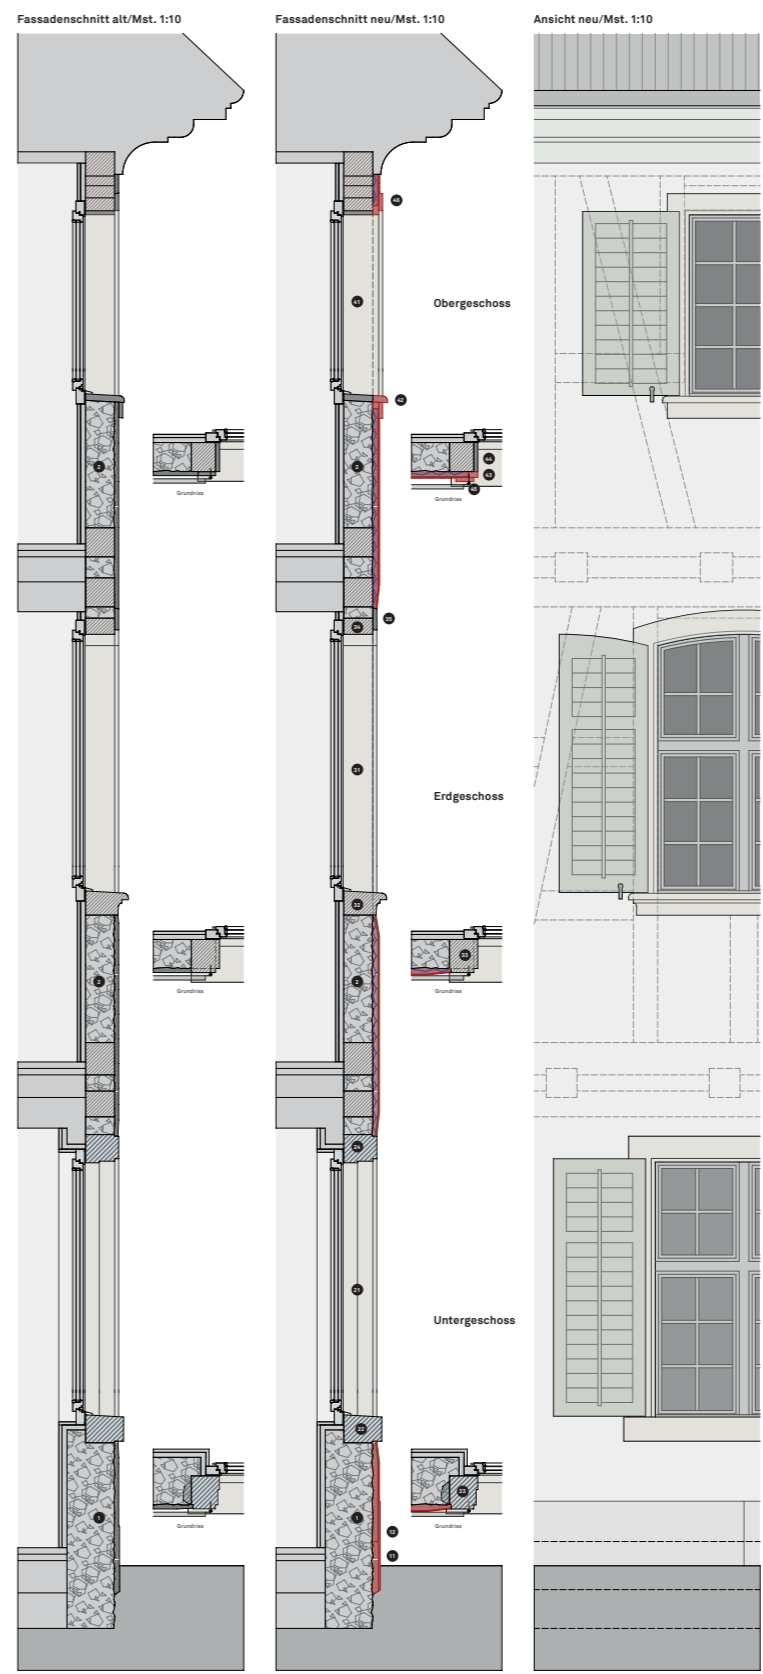 Fassadenschnitt alt/Mst. 1:10
Fassadenschnitt neu/Mst. 1:10
Ansicht neu/Mst. 1:10
46
41
Obergeschoss
42
2
2
44
43
Grundriss
Grundriss
35
34
31
Erdgeschoss
32
33
2
2
Grundriss
Grundriss
24
21
Untergeschoss
22
23
1
1
12
Grundriss
Grundriss
11